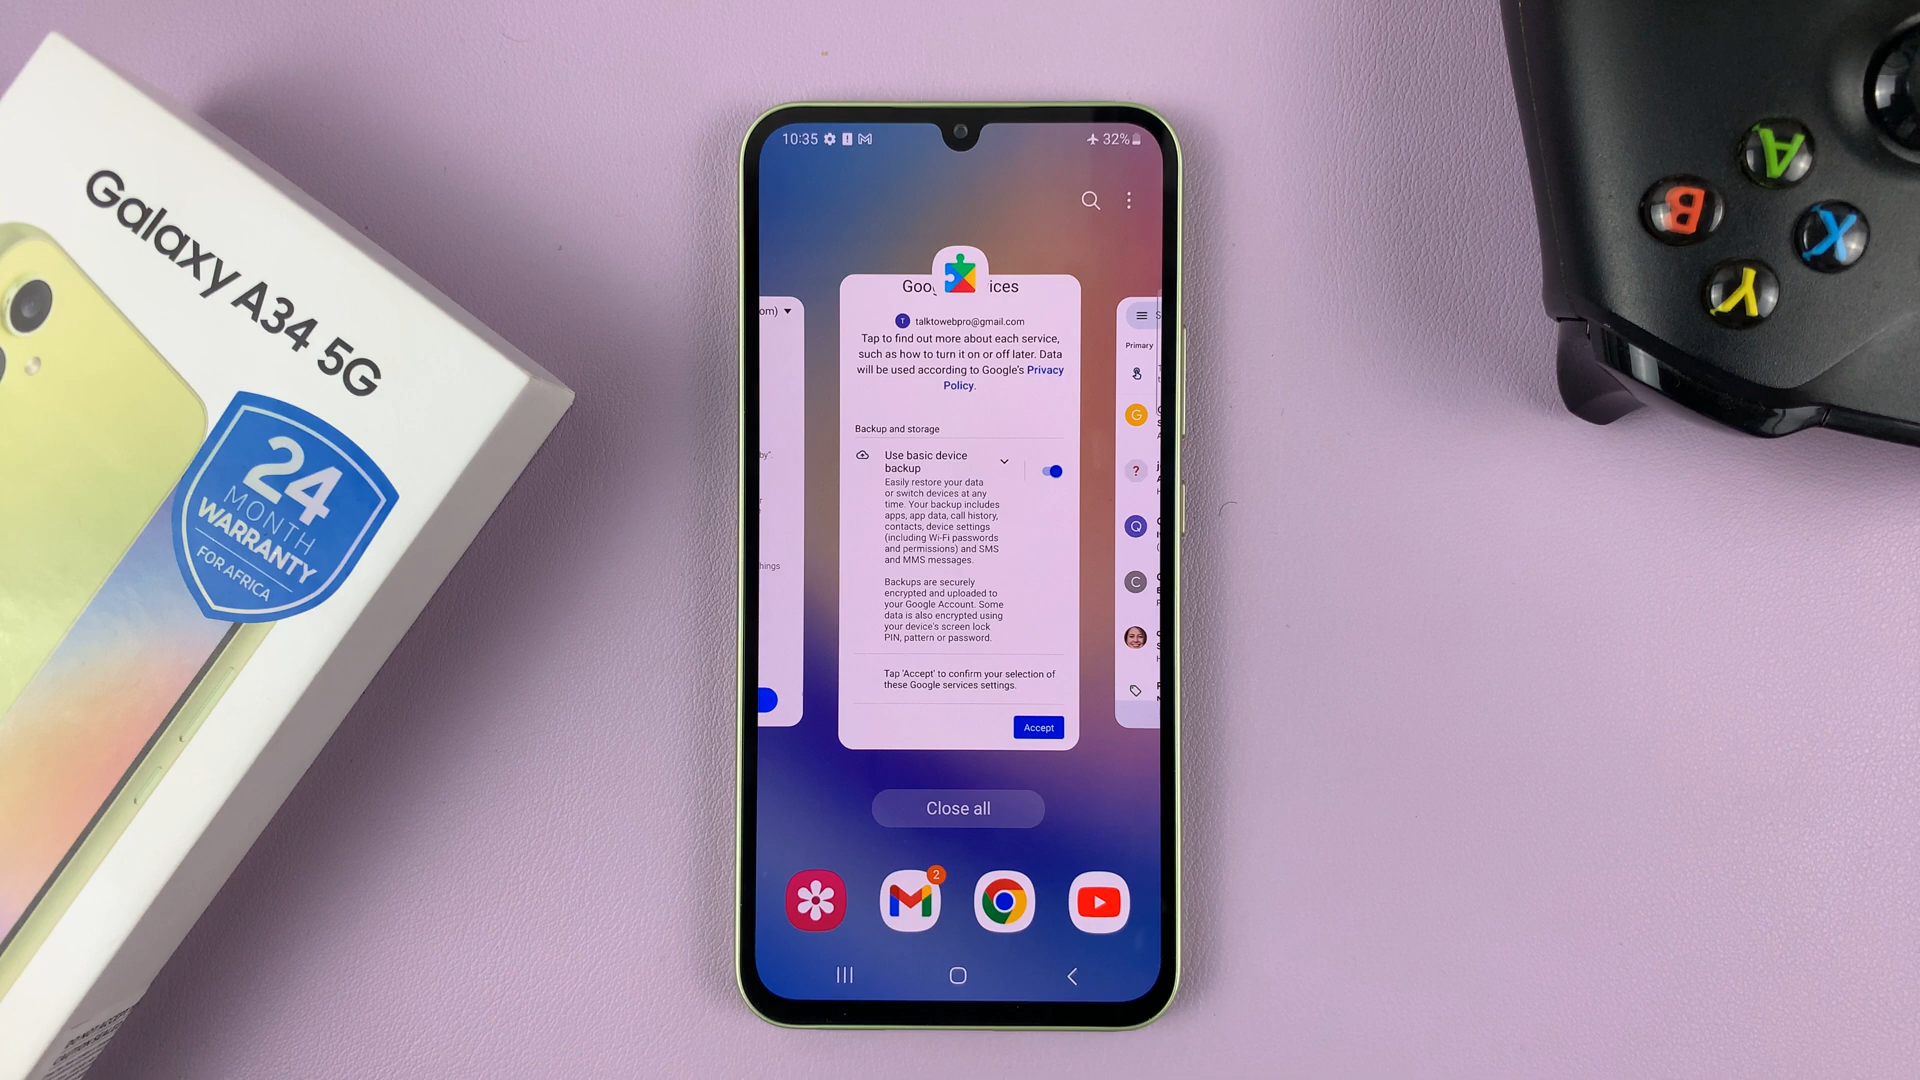 Galaxy A34 5G
24
MONTH
WARRANTY
FOR AFRICA
10:35
32%
Goo ices
T talktowebpro@gmail.com
Tap to find out more about each service,
such as how to turn it on or off later. Data
will be used according to Google's Privacy
Policy.
Backup and storage
Use basic device
backup
Easily restore your data
or switch devices at any
time. Your backup includes
apps, app data, call history,
contacts, device settings
(including Wi-Fi passwords
and permissions) and SMS
and MMS messages.
Backups are securely
encrypted and uploaded to
your Google Account. Some
data is also encrypted using
your device's screen lock
PIN, pattern or password.
Tap 'Accept' to confirm your selection of
these Google services settings.
Accept
om)
by".
hings
Primary
G
?
Q
C
Close all
2
A
B
X
Y